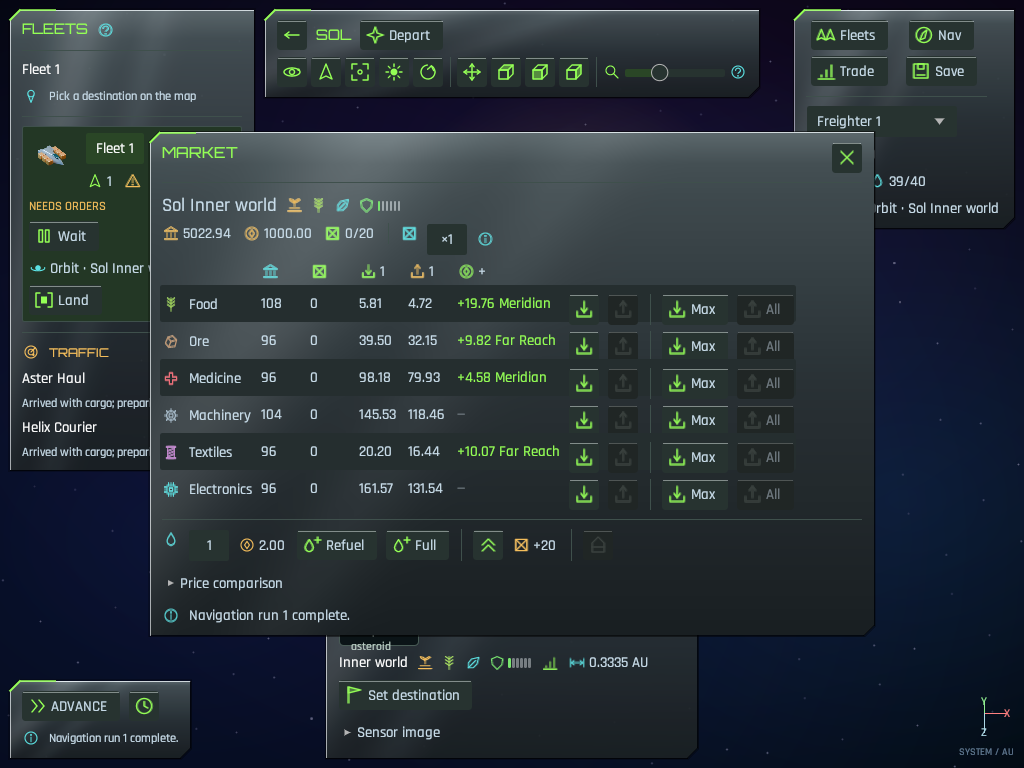 FLEETS
Fleet 1
Pick a destination on the map
Fleet 1
1
NEEDS ORDERS
Wait
Orbit · Sol Inner
Land
TRAFFIC
Aster Haul
Arrived with cargo;
Helix Courier
Arrived with cargo;
SOL Depart
Fleets Nav
Trade Save
Freighter 1
39/40
Orbit · Sol Inner world
MARKET
Sol Inner world
5022.94 1000.00 0/20 ×1
1 1 +
Food 108 0 5.81 4.72 +19.76 Meridian Max All
Ore 96 0 39.50 32.15 +9.82 Far Reach Max All
Medicine 96 0 98.18 79.93 +4.58 Meridian Max All
Machinery 104 0 145.53 118.46 – Max All
Textiles 96 0 20.20 16.44 +10.07 Far Reach Max All
Electronics 96 0 161.57 131.54 – Max All
1 2.00 Refuel Full +20
Price comparison
Navigation run 1 complete.
asteroid
Inner world 0.3335 AU
Set destination
Sensor image
ADVANCE
Navigation run 1 complete.
Y
X
Z
SYSTEM / AU